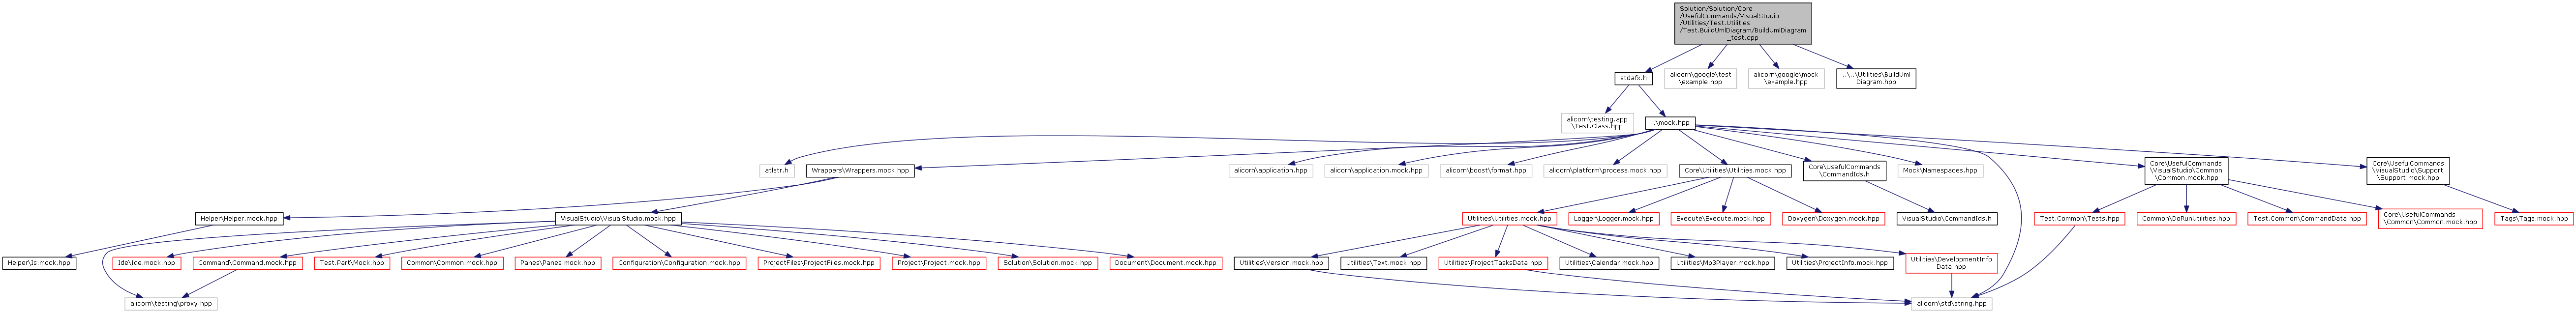 Solution/Solution/Core
/UsefulCommands/VisualStudio
/Utilities/Test.Utilities
/Test.BuildUmlDiagram/BuildUmlDiagram
_test.cpp
stdafx.h
alicorn\google\test
\example.hpp
alicorn\google\mock
\example.hpp
..\..\Utilities\BuildUml
Diagram.hpp
alicorn\testing.app
\Test.Class.hpp
..\mock.hpp
atlstr.h
Wrappers\Wrappers.mock.hpp
alicorn\application.hpp
alicorn\application.mock.hpp
alicorn\boost\format.hpp
alicorn\platform\process.mock.hpp
Core\Utilities\Utilities.mock.hpp
Core\UsefulCommands
\CommandIds.h
Mock\Namespaces.hpp
Core\UsefulCommands
\VisualStudio\Common
\Common.mock.hpp
Core\UsefulCommands
\VisualStudio\Support
\Support.mock.hpp
Helper\Helper.mock.hpp
VisualStudio\VisualStudio.mock.hpp
Utilities\Utilities.mock.hpp
Logger\Logger.mock.hpp
Execute\Execute.mock.hpp
Doxygen\Doxygen.mock.hpp
VisualStudio\CommandIds.h
Test.Common\Tests.hpp
Common\DoRunUtilities.hpp
Test.Common\CommandData.hpp
Core\UsefulCommands
\Common\Common.mock.hpp
Tags\Tags.mock.hpp
Helper\Is.mock.hpp
Ide\Ide.mock.hpp
Command\Command.mock.hpp
Test.Part\Mock.hpp
Common\Common.mock.hpp
Panes\Panes.mock.hpp
Configuration\Configuration.mock.hpp
ProjectFiles\ProjectFiles.mock.hpp
Project\Project.mock.hpp
Solution\Solution.mock.hpp
Document\Document.mock.hpp
Utilities\Version.mock.hpp
Utilities\Text.mock.hpp
Utilities\ProjectTasksData.hpp
Utilities\Calendar.mock.hpp
Utilities\Mp3Player.mock.hpp
Utilities\ProjectInfo.mock.hpp
Utilities\DevelopmentInfo
Data.hpp
alicorn\testing\proxy.hpp
alicorn\std\string.hpp